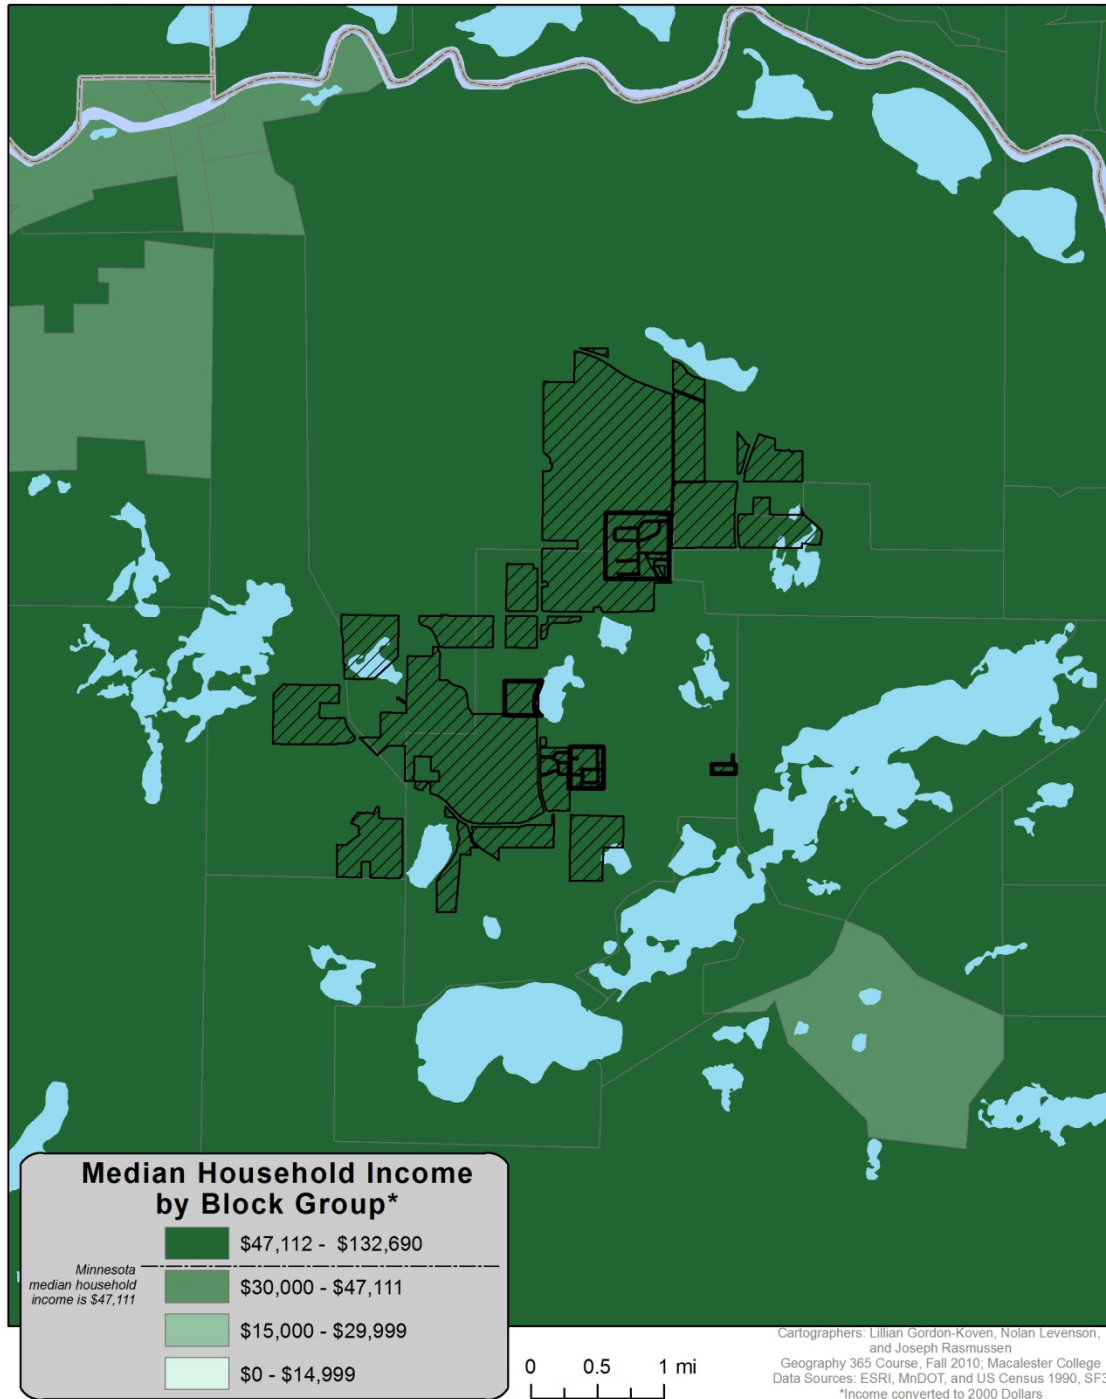 Median Household Income
by Block Group*
$47,112 - $132,690
Minnesota
median household
income is $47,111
$30,000 - $47,111
$15,000 - $29,999
$0 - $14,999
0 0.5 1 mi
Cartographers: Lillian Gordon-Koven, Nolan Levenson,
and Joseph Rasmussen
Geography 365 Course, Fall 2010; Macalester College
Data Sources: ESRI, MnDOT, and US Census 1990, SF3
*Income converted to 2000 Dollars